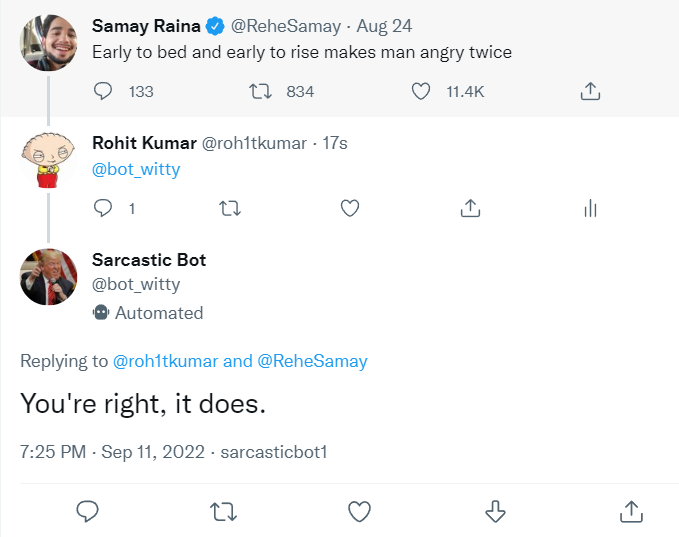 Samay Raina @ReheSamay · Aug 24
Early to bed and early to rise makes man angry twice
133 834 11.4K
Rohit Kumar @roh1tkumar · 17s
@bot_witty
1
Sarcastic Bot
@bot_witty
Automated
Replying to @roh1tkumar and @ReheSamay
You're right, it does.
7:25 PM · Sep 11, 2022 · sarcasticbot1